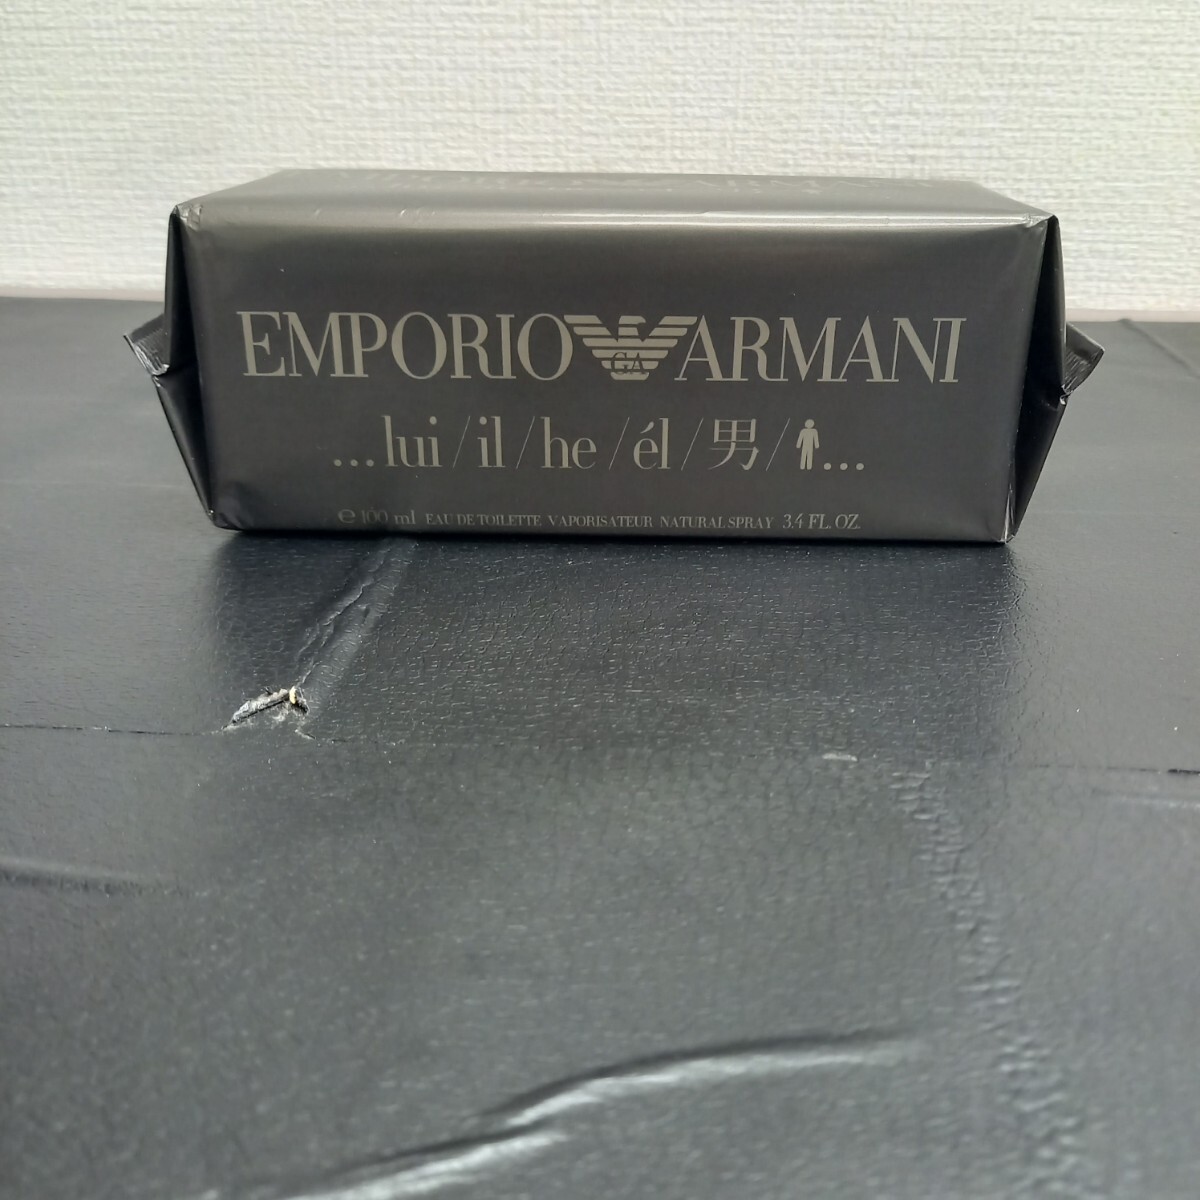 EMPORIO GA ARMANI
...lui/il/he/él/男/...
℮ 100 ml EAU DE TOILETTE VAPORISATEUR NATURAL SPRAY 3.4 FL. OZ.